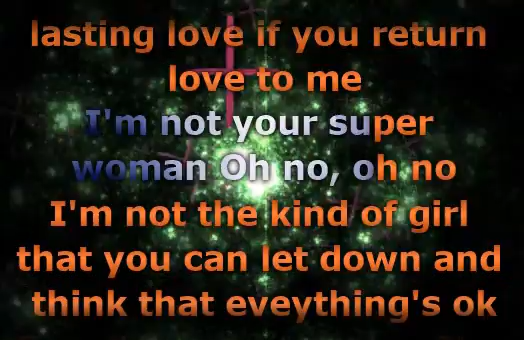 lasting love if you return
love to me
I'm not your super
woman Oh no, oh no
I'm not the kind of girl
that you can let down and
think that eveything's ok